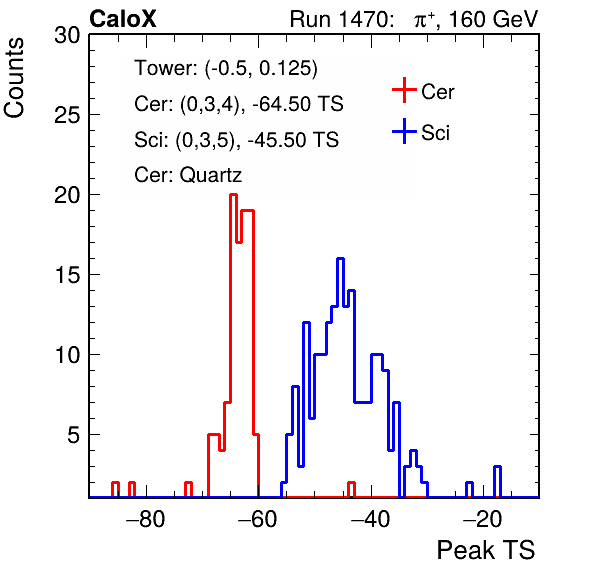 CaloX Run 1470: π⁺, 160 GeV
Counts
30
25
20
15
10
5
Tower: (-0.5, 0.125)
Cer: (0,3,4), -64.50 TS
Sci: (0,3,5), -45.50 TS
Cer: Quartz
Cer
Sci
−80 −60 −40 −20
Peak TS